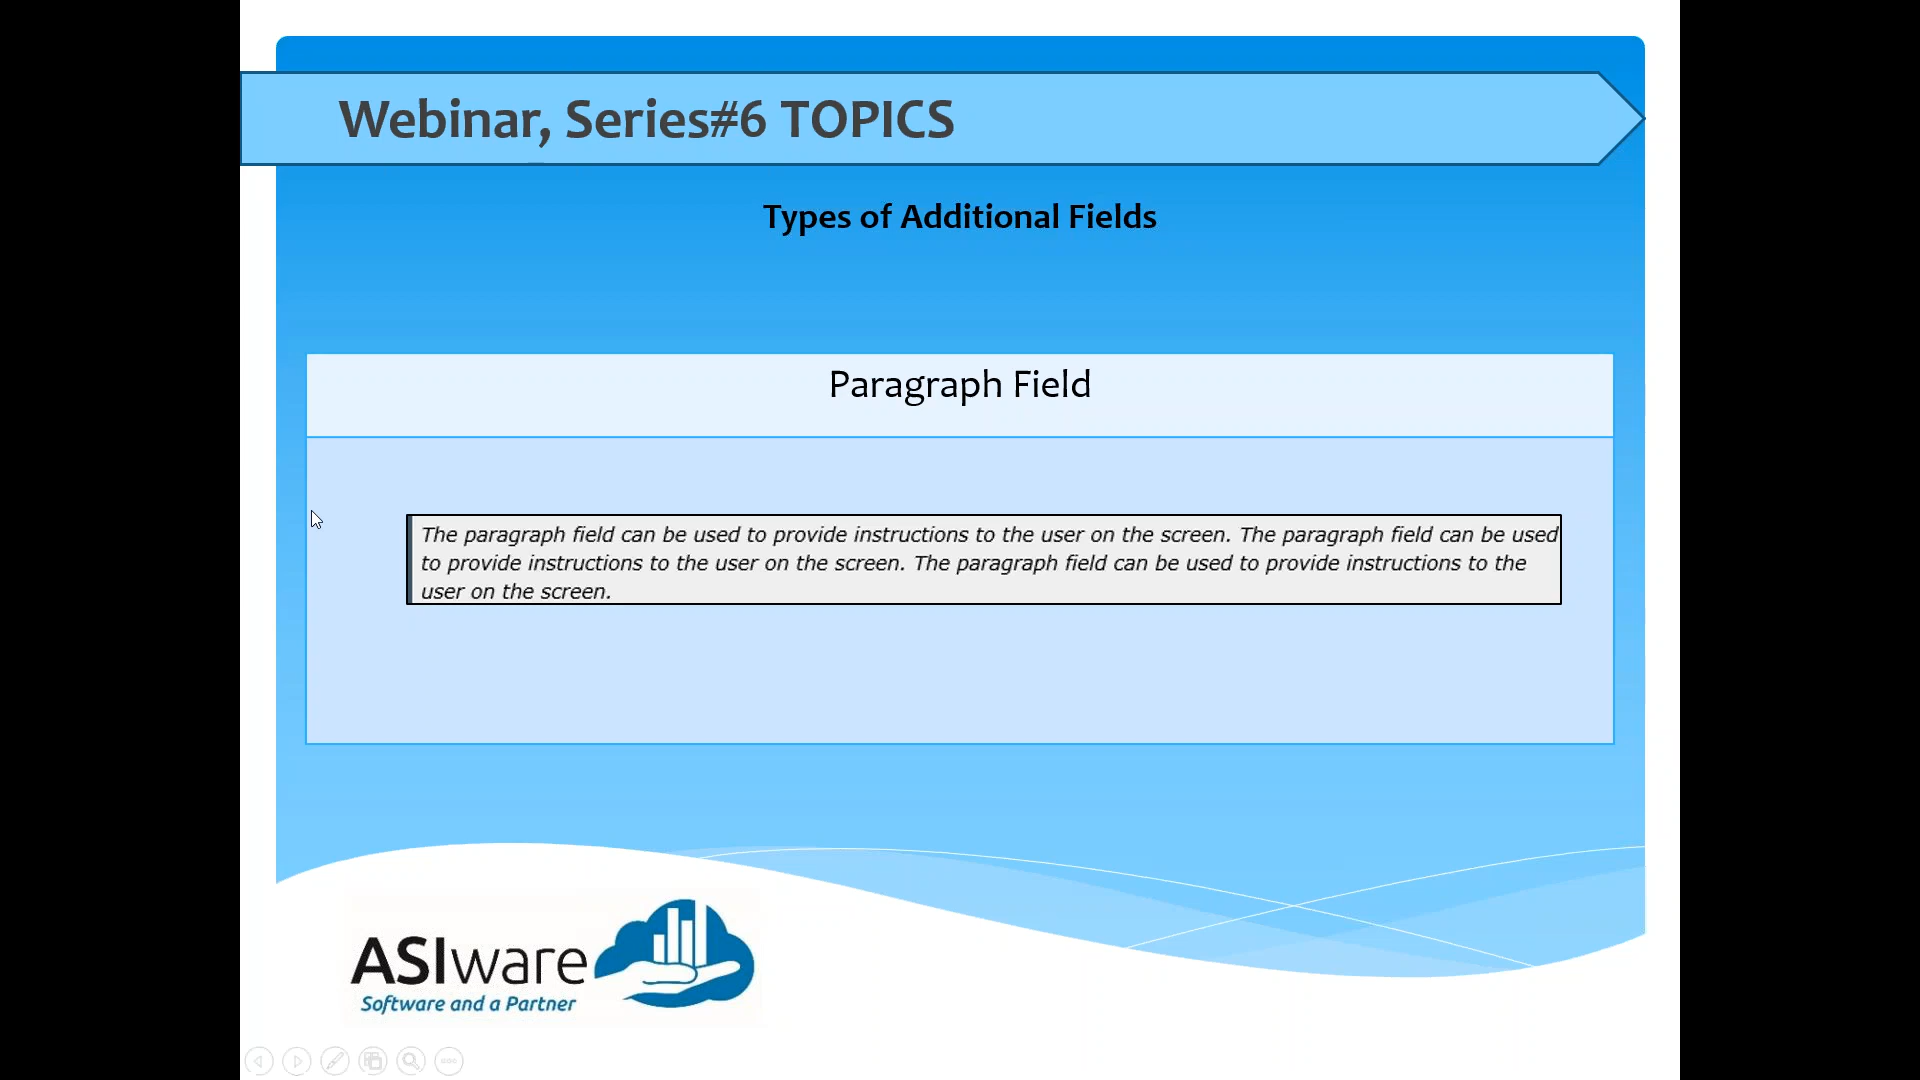 Webinar, Series#6 TOPICS
Types of Additional Fields
Paragraph Field
The paragraph field can be used to provide instructions to the user on the screen. The paragraph field can be used
to provide instructions to the user on the screen. The paragraph field can be used to provide instructions to the
user on the screen.
ASIware
Software and a Partner